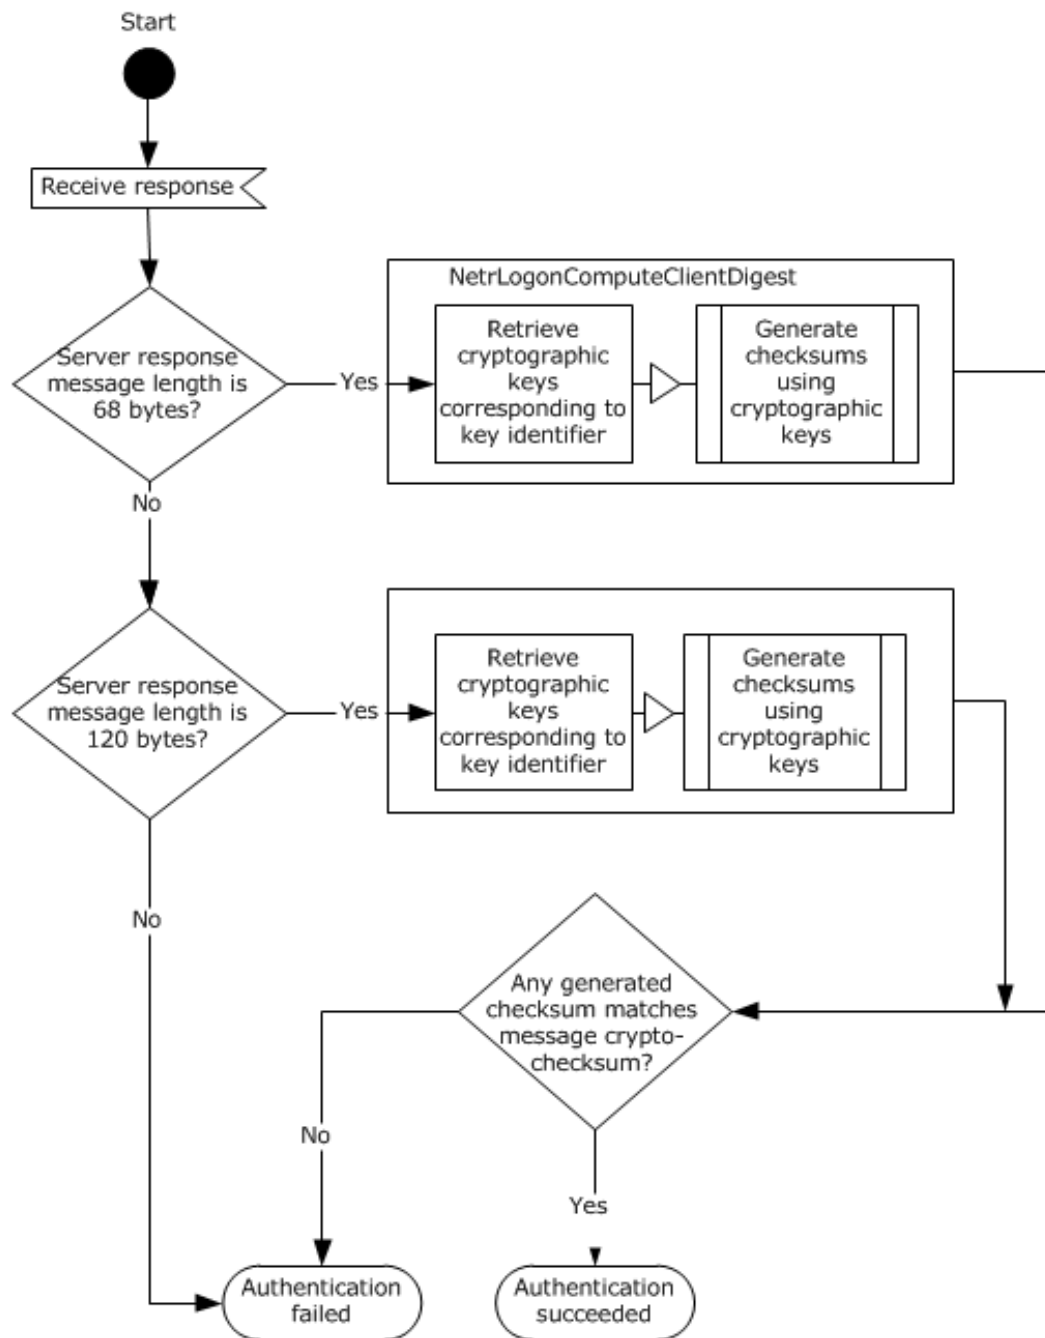 Start
Receive response
NetrLogonComputeClientDigest
Server response
message length is
68 bytes?
Yes
Retrieve
cryptographic
keys
corresponding to
key identifier
Generate
checksums
using
cryptographic
keys
No
Server response
message length is
120 bytes?
Yes
Retrieve
cryptographic
keys
corresponding to
key identifier
Generate
checksums
using
cryptographic
keys
No
Any generated
checksum matches
message crypto-
checksum?
No
Yes
Authentication
failed
Authentication
succeeded